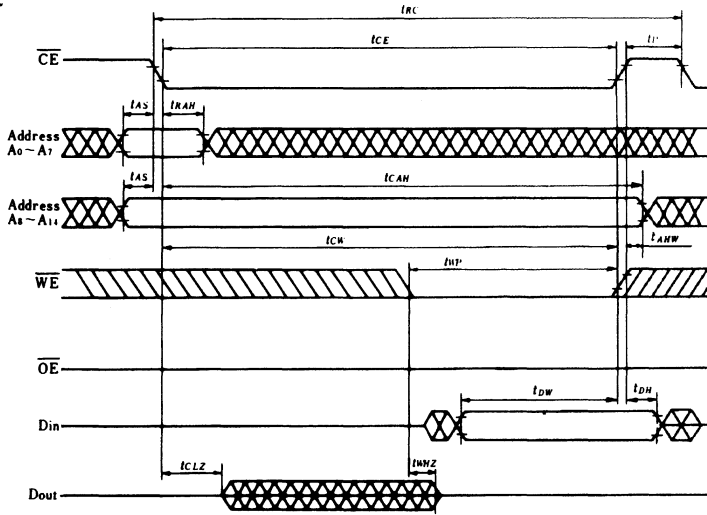 tRC
tCE
tP
CE
tAS
tRAH
Address
A0~A7
tCAH
tAS
Address
A8~A14
tCW
tAHW
tWP
WE
OE
tDW
tDH
Din
tCLZ
tWHZ
Dout